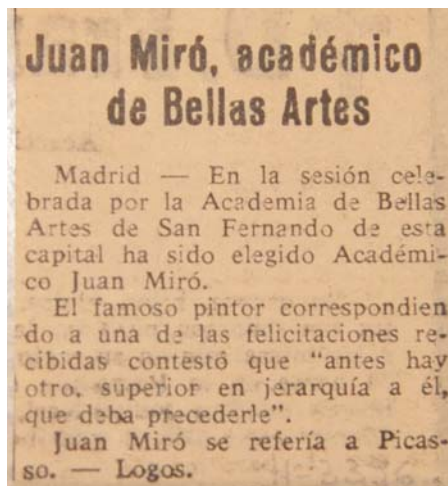 Juan Miró, académico
de Bellas Artes
Madrid — En la sesión cele-
brada por la Academia de Bellas
Artes de San Fernando de esta
capital ha sido elegido Académi-
co Juan Miró.
El famoso pintor correspondien
do a una de las felicitaciones re-
cibidas contestó que “antes hay
otro, superior en jerarquía a él,
que deba precederle”.
Juan Miró se refería a Picas-
so. — Logos.